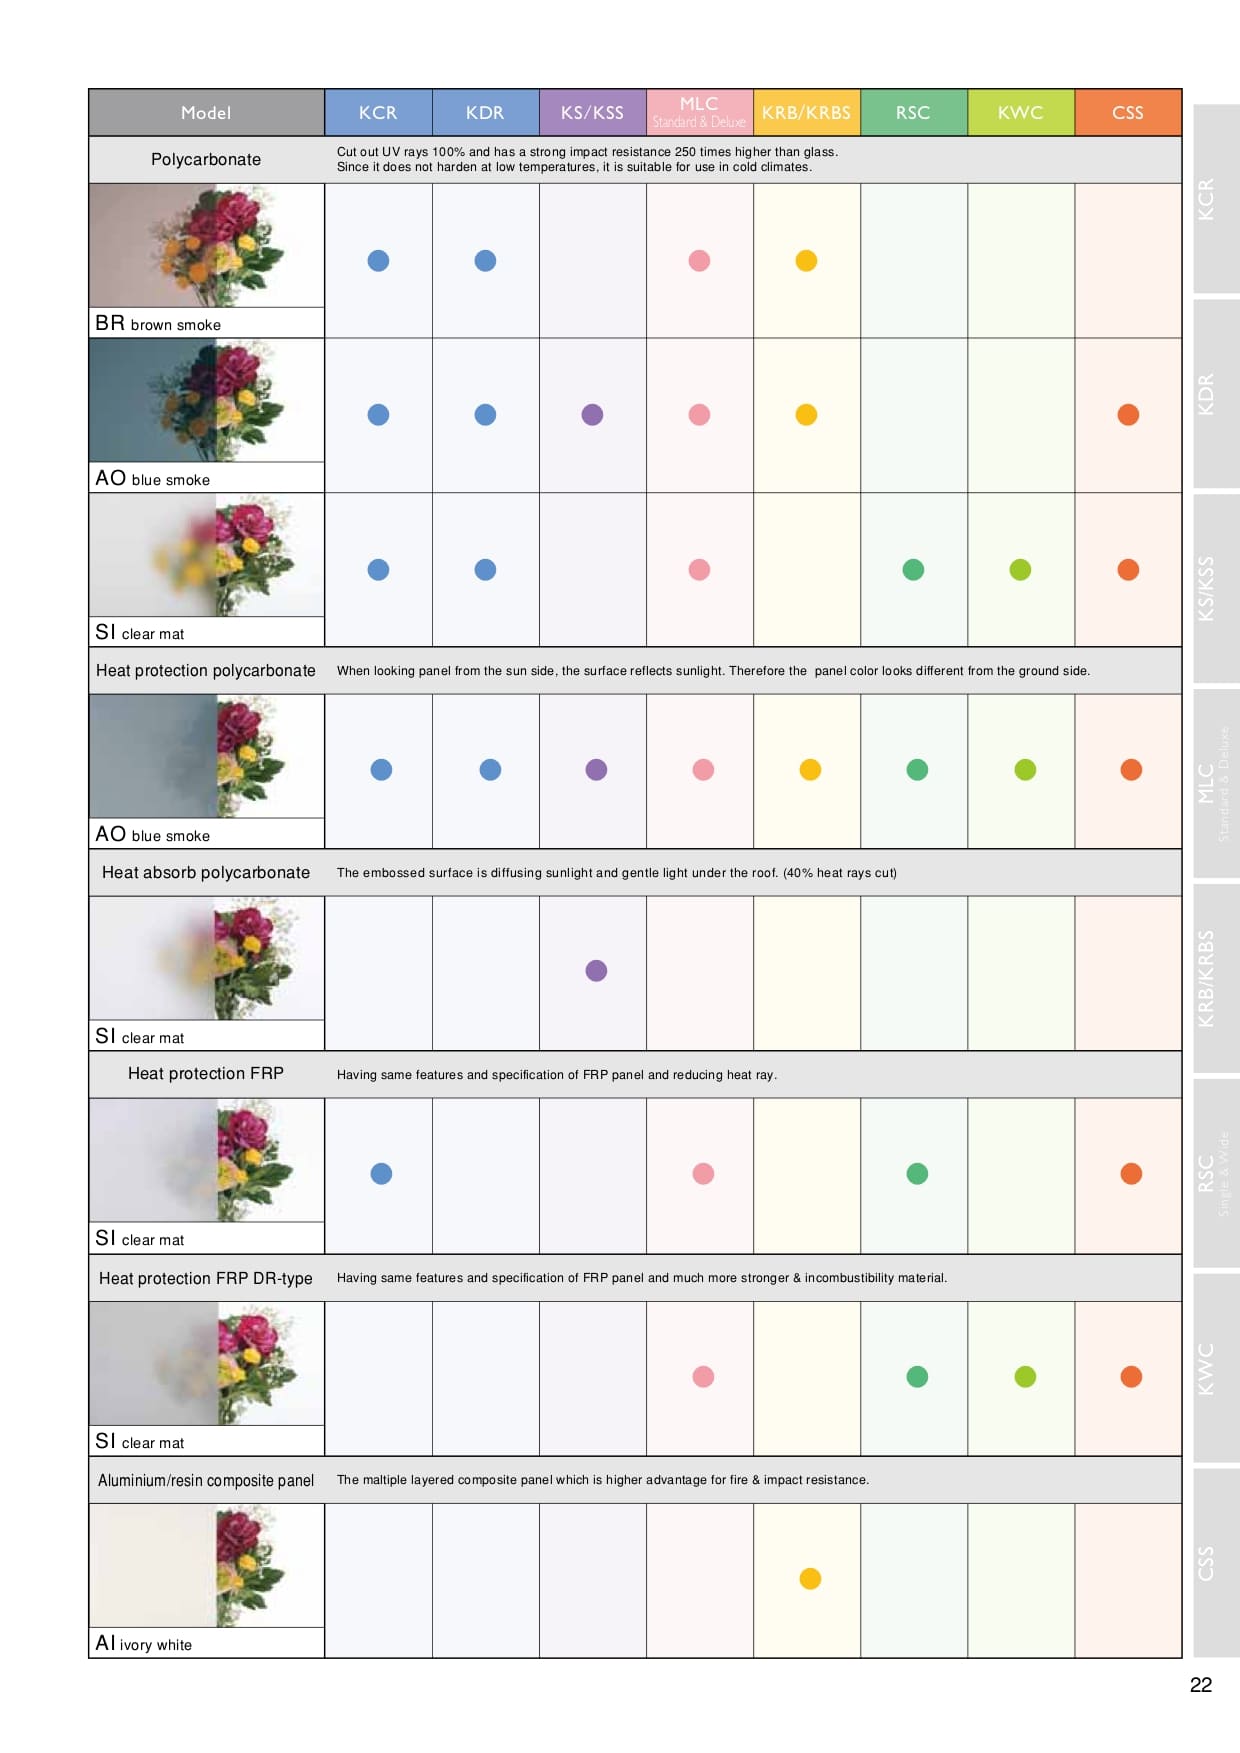 Model KCR KDR KS/KSS MLC Standard & Deluxe KRB/KRBS RSC KWC CSS
Polycarbonate
Cut out UV rays 100% and has a strong impact resistance 250 times higher than glass.
Since it does not harden at low temperatures, it is suitable for use in cold climates.
BR brown smoke
AO blue smoke
SI clear mat
Heat protection polycarbonate
When looking panel from the sun side, the surface reflects sunlight. Therefore the panel color looks different from the ground side.
AO blue smoke
Heat absorb polycarbonate
The embossed surface is diffusing sunlight and gentle light under the roof. (40% heat rays cut)
SI clear mat
Heat protection FRP
Having same features and specification of FRP panel and reducing heat ray.
SI clear mat
Heat protection FRP DR-type
Having same features and specification of FRP panel and much more stronger & incombustibility material.
SI clear mat
Aluminium/resin composite panel
The maltiple layered composite panel which is higher advantage for fire & impact resistance.
AI ivory white
KCR
KDR
KS/KSS
MLC
Standard & Deluxe
KRB/KRBS
RSC
Single & Wide
KWC
CSS
22